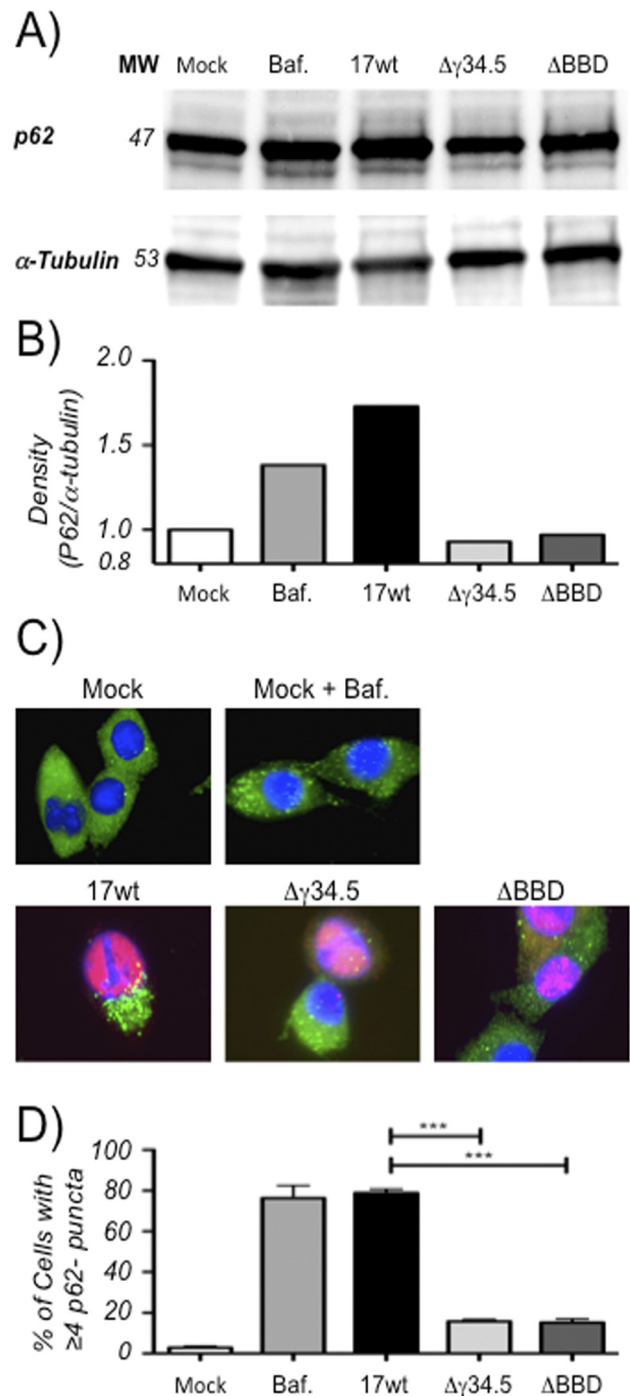 A)
MW Mock Baf. 17wt Δγ34.5 ΔBBD
p62 47
α-Tubulin 53
B)
Density
(P62/α-tubulin)
2.0
1.5
1.0
0.8
Mock Baf. 17wt Δγ34.5 ΔBBD
C)
Mock Mock + Baf.
17wt Δγ34.5 ΔBBD
D)
% of Cells with
≥4 p62- puncta
100
80
60
40
20
0
***
***
Mock Baf. 17wt Δγ34.5 ΔBBD